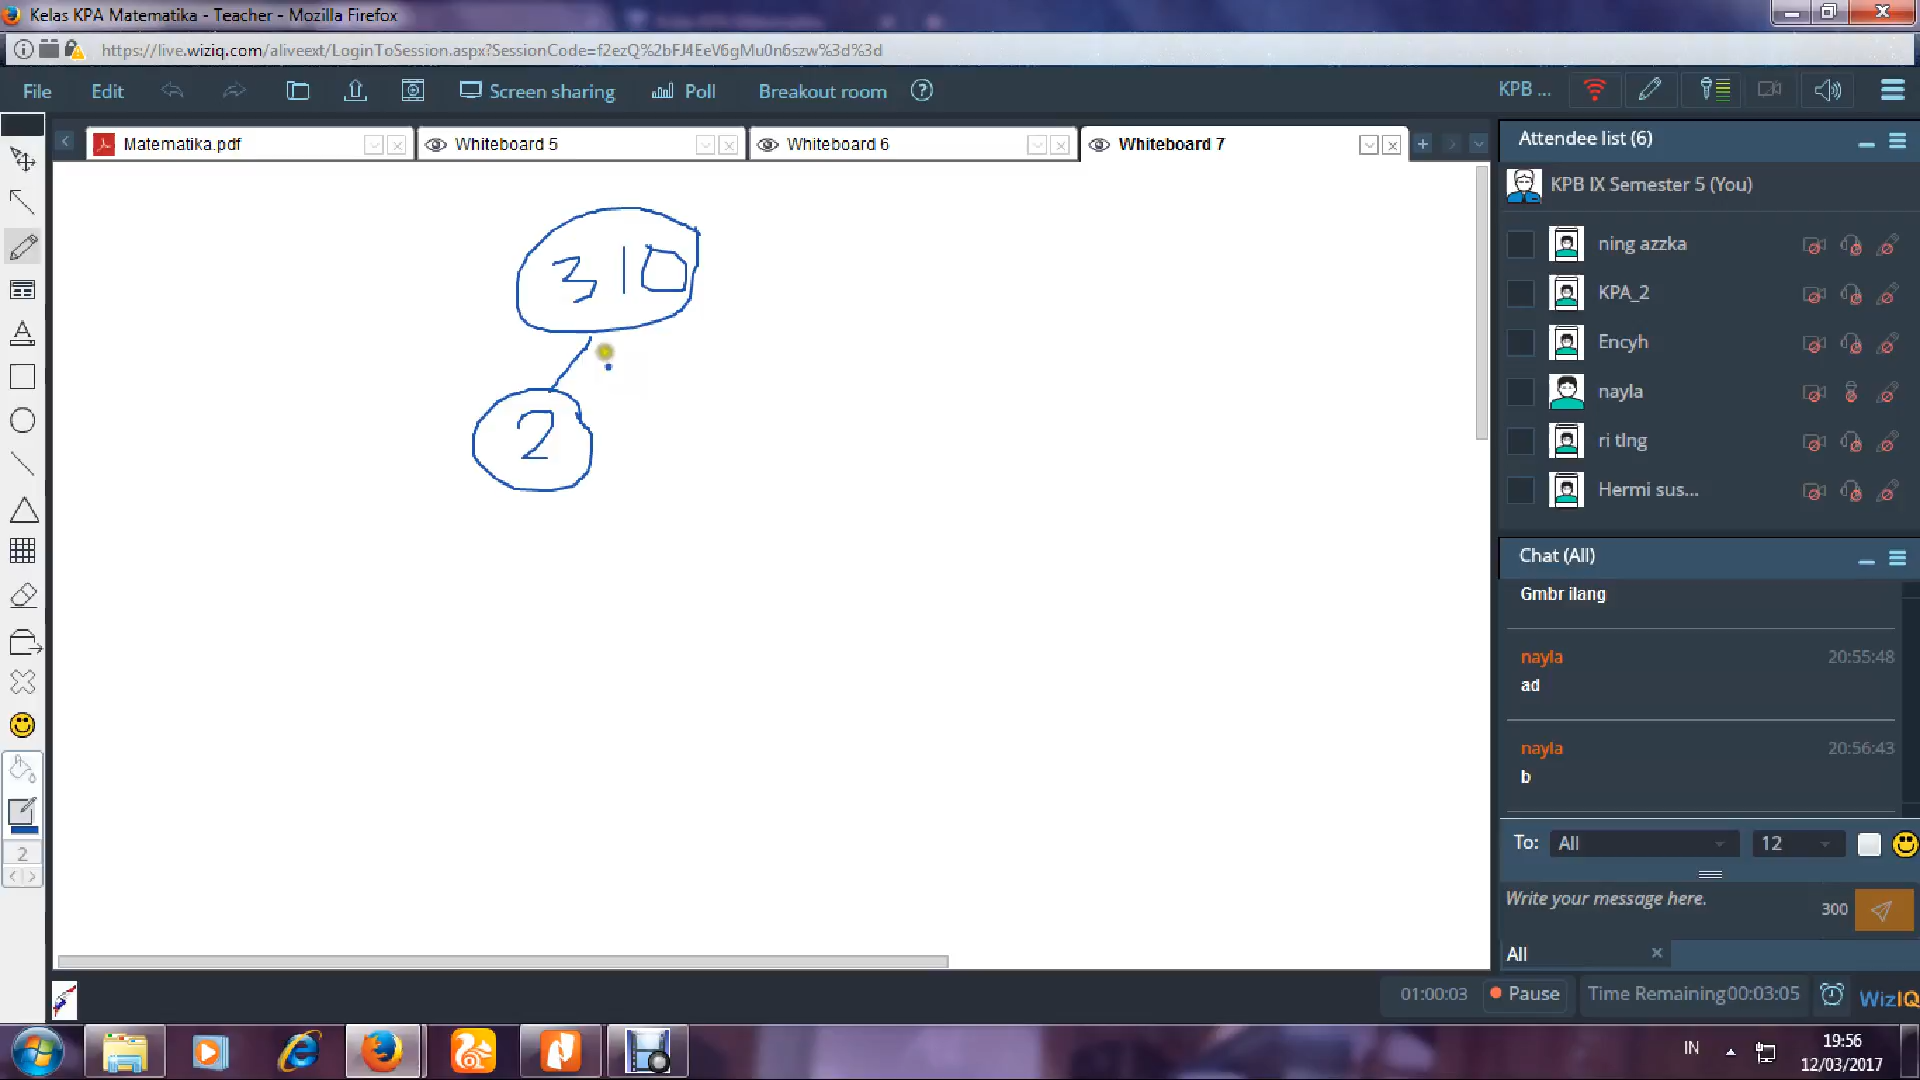 Kelas KPA Matematika - Teacher - Mozilla Firefox
https://live.wiziq.com/aliveext/LoginToSession.aspx?SessionCode=f2ezQ%2bFJ4EeV6gMu0n6szw%3d%3d
File Edit Screen sharing Poll Breakout room KPB ...
Matematika.pdf Whiteboard 5 Whiteboard 6 Whiteboard 7
310
2
Attendee list (6)
KPB IX Semester 5 (You)
ning azzka
KPA_2
Encyh
nayla
ri tlng
Hermi sus...
Chat (All)
Gmbr ilang
nayla 20:55:48
ad
nayla 20:56:43
b
To: All 12
Write your message here.
300
All
2
01:00:03 Pause Time Remaining00:03:05 WizIQ
IN 19:56
12/03/2017